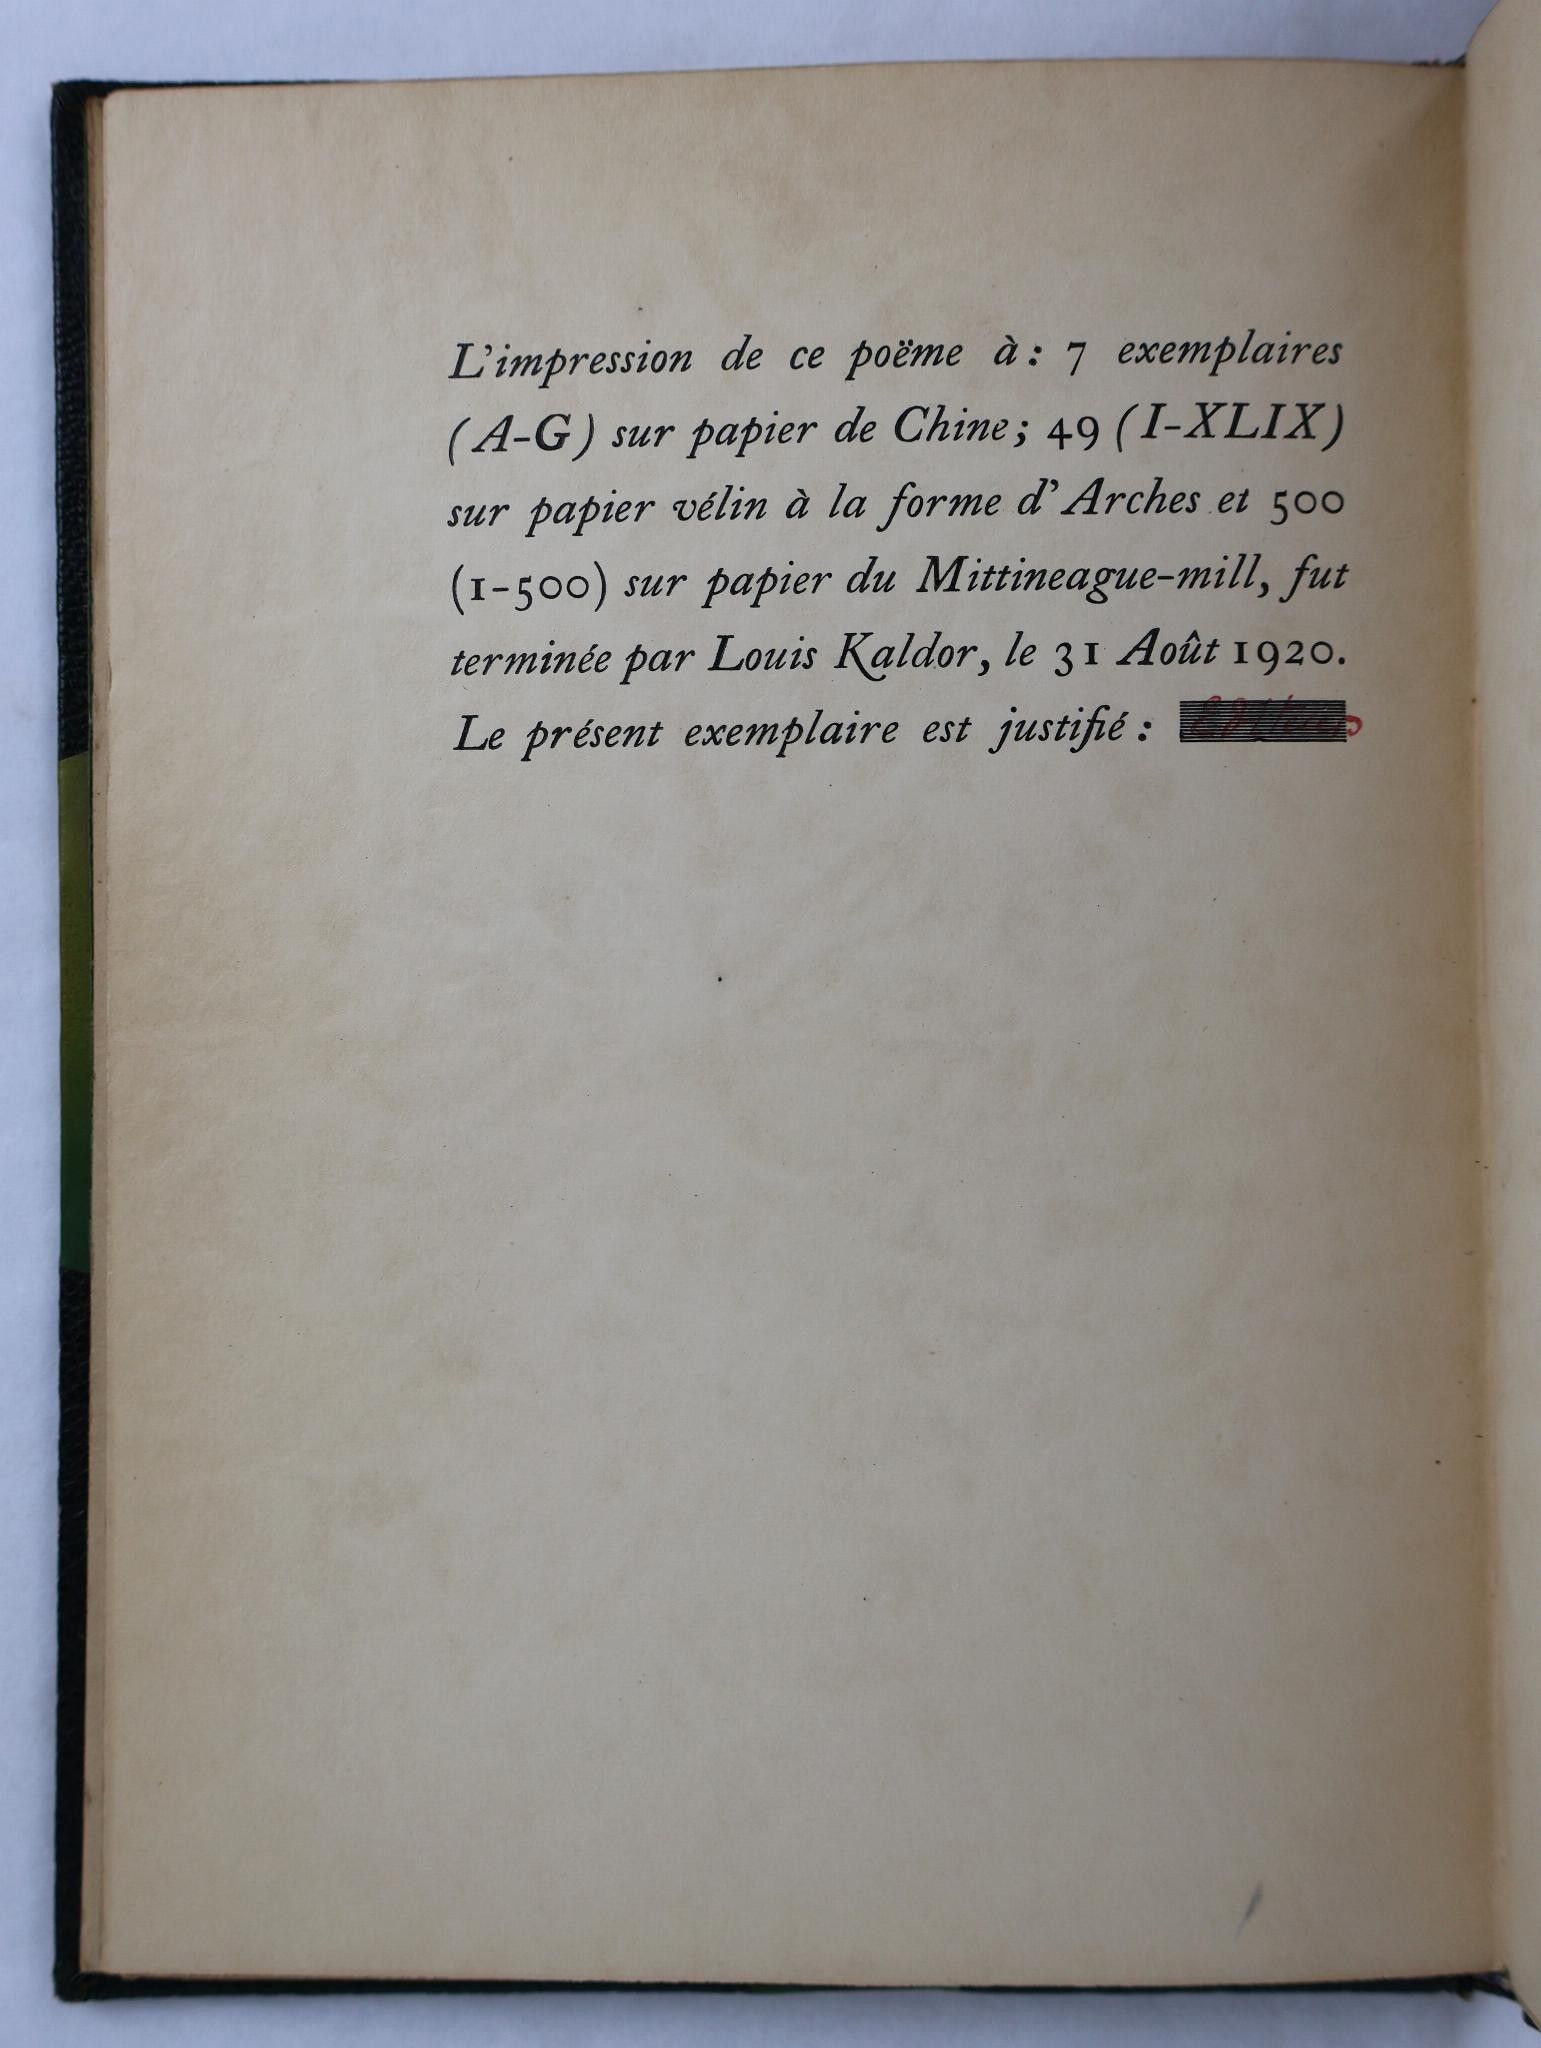 L'impression de ce poëme à : 7 exemplaires
(A-G) sur papier de Chine; 49 (I-XLIX)
sur papier vélin à la forme d'Arches et 500
(1-500) sur papier du Mittineague-mill, fut
terminée par Louis Kaldor, le 31 Août 1920.
Le présent exemplaire est justifié :